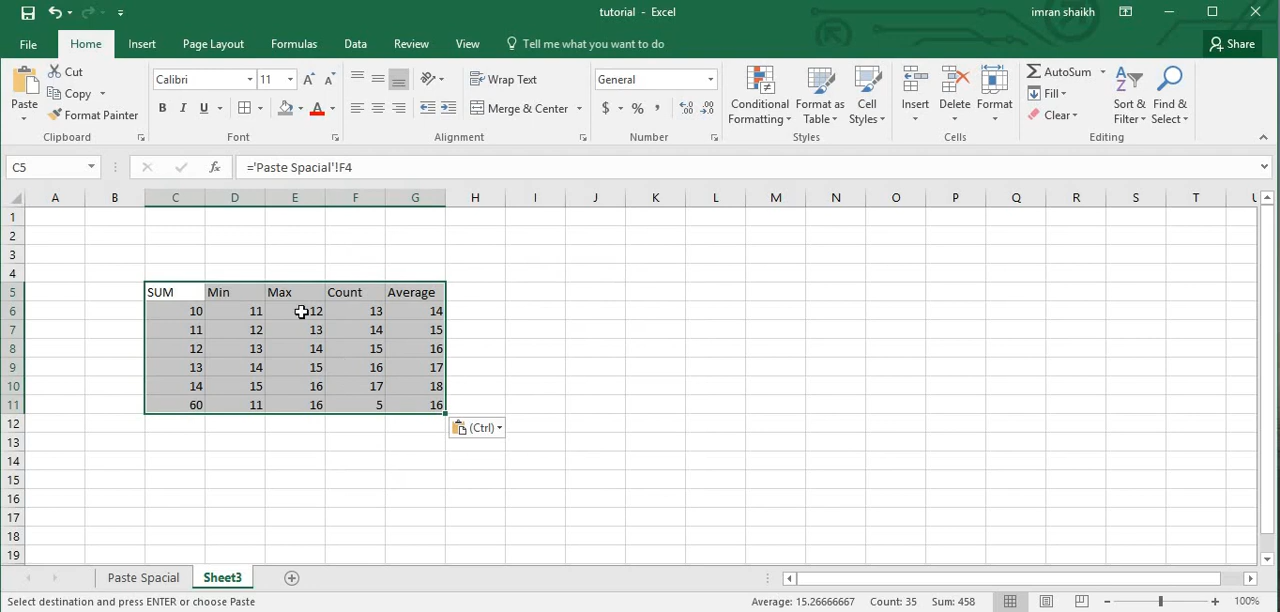 tutorial - Excel
imran shaikh
File Home Insert Page Layout Formulas Data Review View Tell me what you want to do Share
Paste
Cut
Copy
Format Painter
Clipboard
Calibri 11 A A
B I U A
Font
Wrap Text
Merge & Center
Alignment
General
$ % , .00 .0
Number
Conditional Formatting
Format as Table
Cell Styles
Styles
Insert Delete Format
Cells
AutoSum
Fill
Clear
Sort & Filter
Find & Select
Editing
C5 fx ='Paste Spacial'!F4
A B C D E F G H I J K L M N O P Q R S T U
1
2
3
4
5 SUM Min Max Count Average
6 10 11 12 13 14
7 11 12 13 14 15
8 12 13 14 15 16
9 13 14 15 16 17
10 14 15 16 17 18
11 60 11 16 5 16
12 (Ctrl)
13
14
15
16
17
18
19
Paste Spacial Sheet3
Select destination and press ENTER or choose Paste Average: 15.26666667 Count: 35 Sum: 458 100%